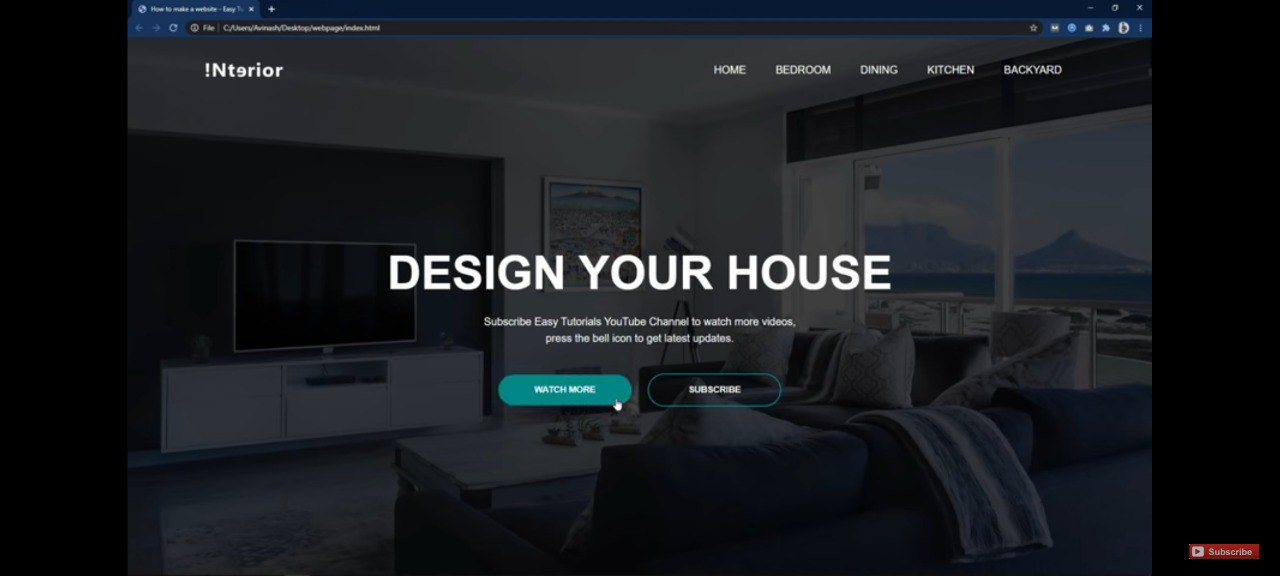 How to make a website - Easy Tu
File
C:/Users/Avinash/Desktop/webpage/index.html
!Nterior
HOME
BEDROOM
DINING
KITCHEN
BACKYARD
DESIGN YOUR HOUSE
Subscribe Easy Tutorials YouTube Channel to watch more videos,
press the bell icon to get latest updates.
WATCH MORE
SUBSCRIBE
Subscribe